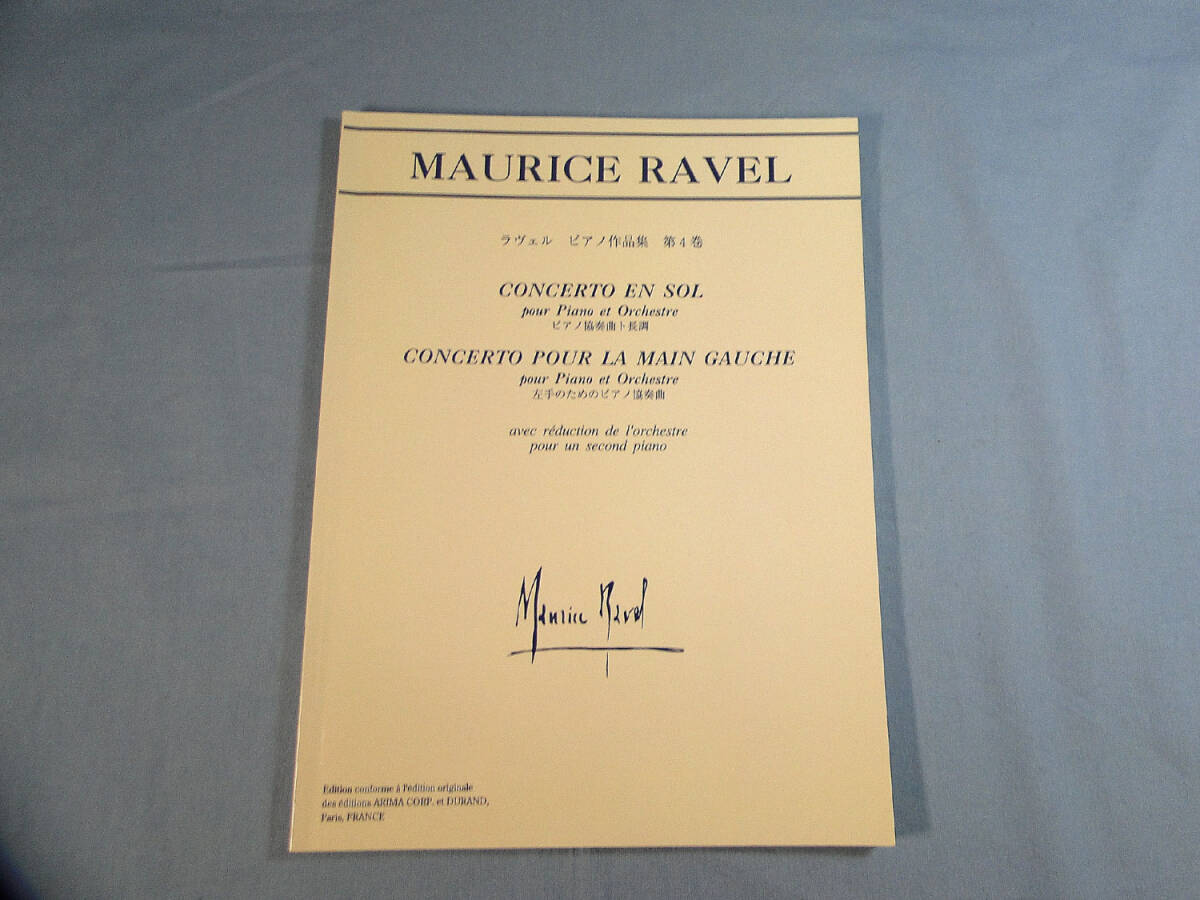 MAURICE RAVEL
ラヴェル ピアノ作品集 第4巻
CONCERTO EN SOL
pour Piano et Orchestre
ピアノ協奏曲ト長調
CONCERTO POUR LA MAIN GAUCHE
pour Piano et Orchestre
左手のためのピアノ協奏曲
avec réduction de l'orchestre
pour un second piano
Maurice Ravel
Edition conforme à l'édition originale
des éditions ARIMA CORP. et DURAND,
Paris, FRANCE